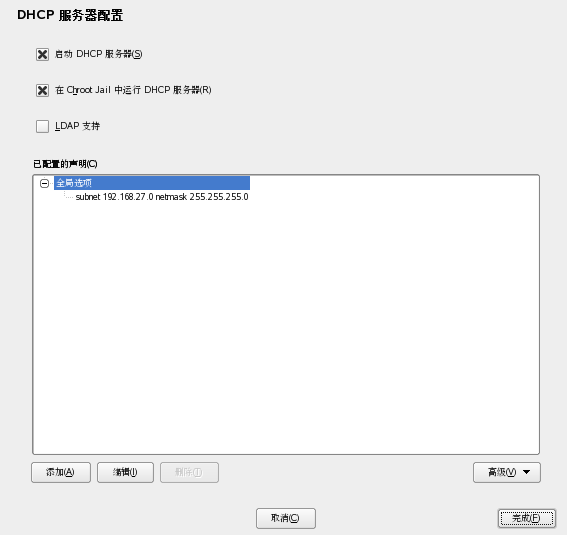 DHCP 服务器配置
启动 DHCP 服务器(S)
在 Chroot Jail 中运行 DHCP 服务器(R)
LDAP 支持
已配置的声明(C)
全局选项
subnet 192.168.27.0 netmask 255.255.255.0
添加(A) 编辑(I) 删除(T) 高级(V)
取消(C) 完成(F)